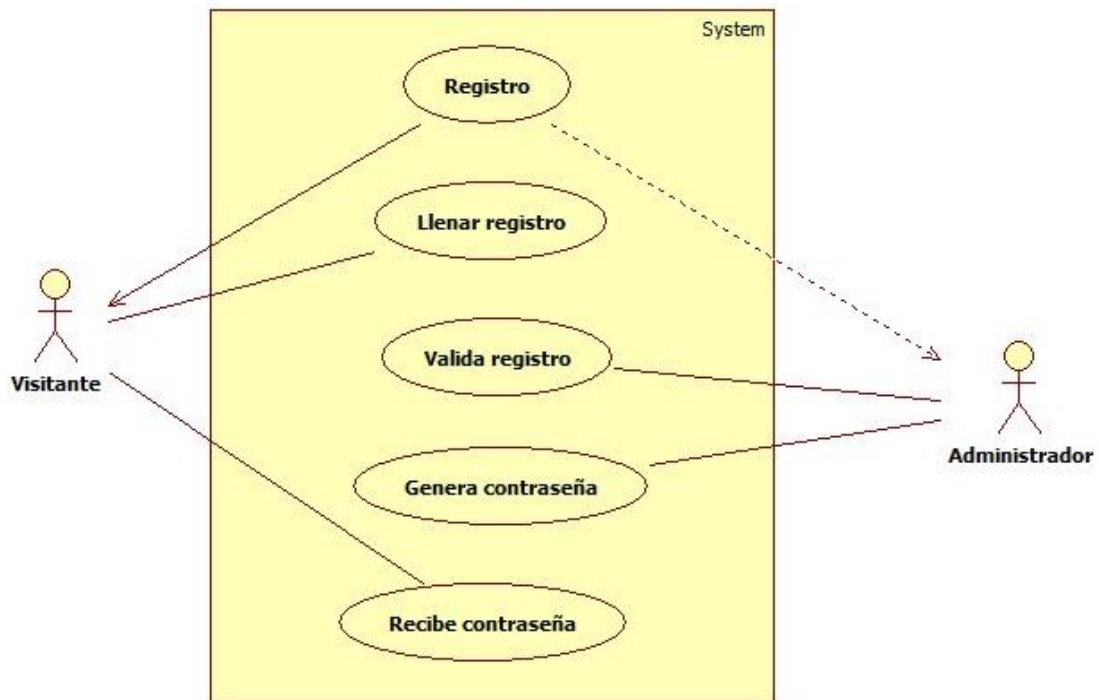 System
Registro
Llenar registro
Valida registro
Visitante
Administrador
Genera contraseña
Recibe contraseña